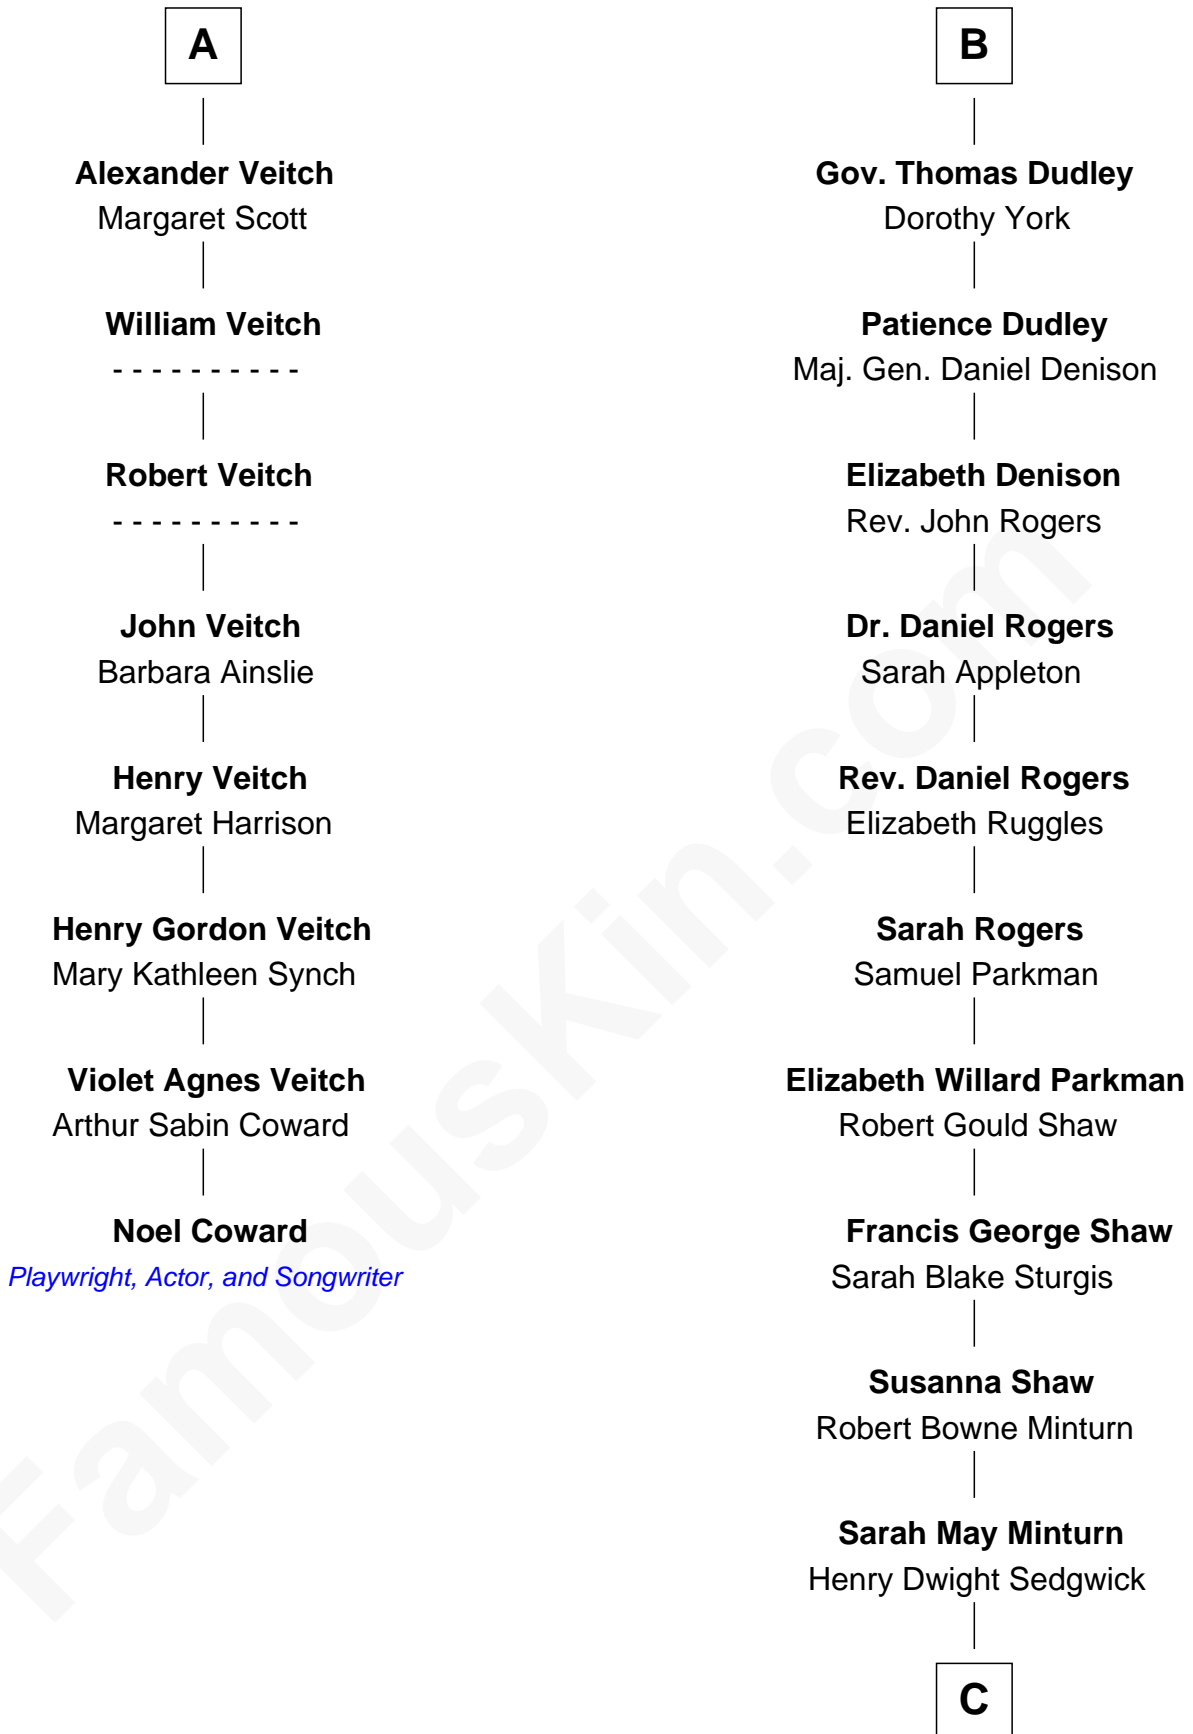 A
Alexander Veitch
Margaret Scott
William Veitch
- - - - - - - - - -
Robert Veitch
- - - - - - - - - -
John Veitch
Barbara Ainslie
Henry Veitch
Margaret Harrison
Henry Gordon Veitch
Mary Kathleen Synch
Violet Agnes Veitch
Arthur Sabin Coward
Noel Coward
Playwright, Actor, and Songwriter
B
Gov. Thomas Dudley
Dorothy York
Patience Dudley
Maj. Gen. Daniel Denison
Elizabeth Denison
Rev. John Rogers
Dr. Daniel Rogers
Sarah Appleton
Rev. Daniel Rogers
Elizabeth Ruggles
Sarah Rogers
Samuel Parkman
Elizabeth Willard Parkman
Robert Gould Shaw
Francis George Shaw
Sarah Blake Sturgis
Susanna Shaw
Robert Bowne Minturn
Sarah May Minturn
Henry Dwight Sedgwick
C
FamousKin.com